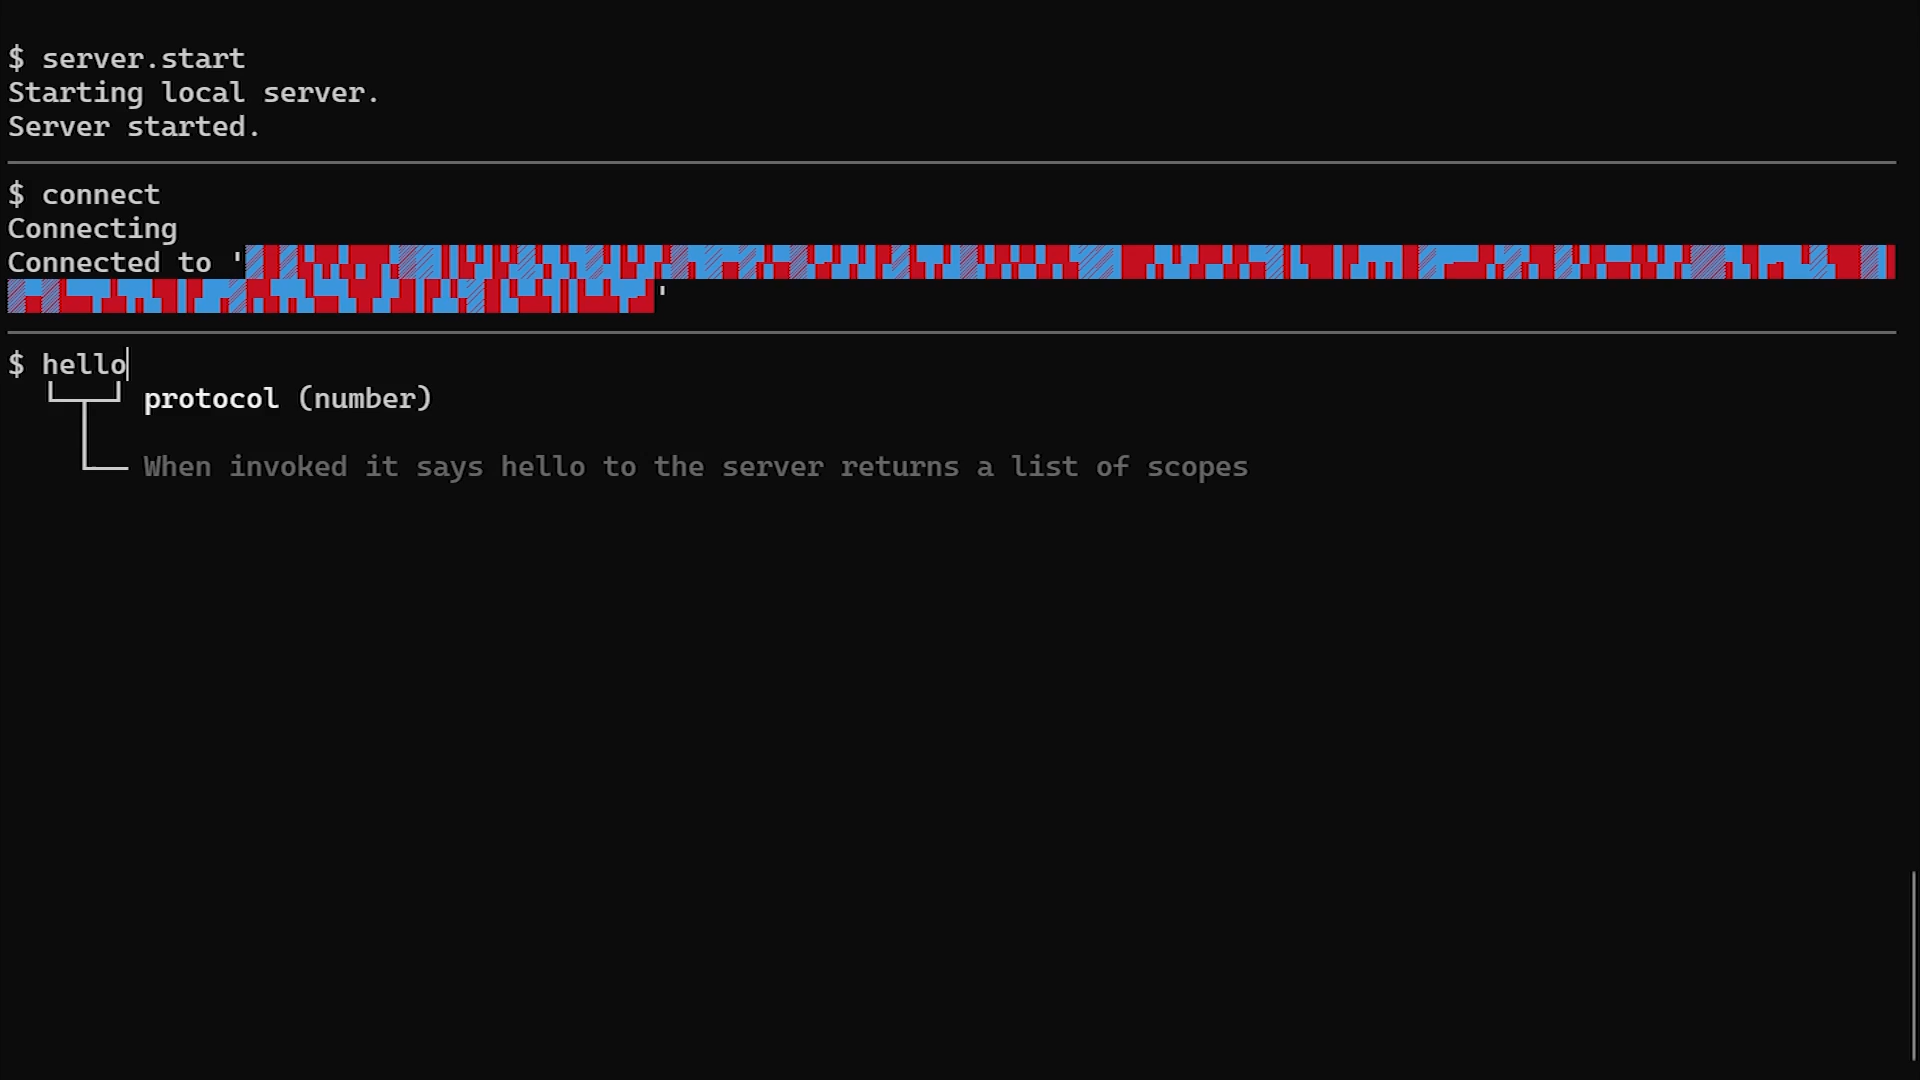 $ server.start
Starting local server.
Server started.
$ connect
Connecting
Connected to '
'
$ hello
protocol (number)
When invoked it says hello to the server returns a list of scopes